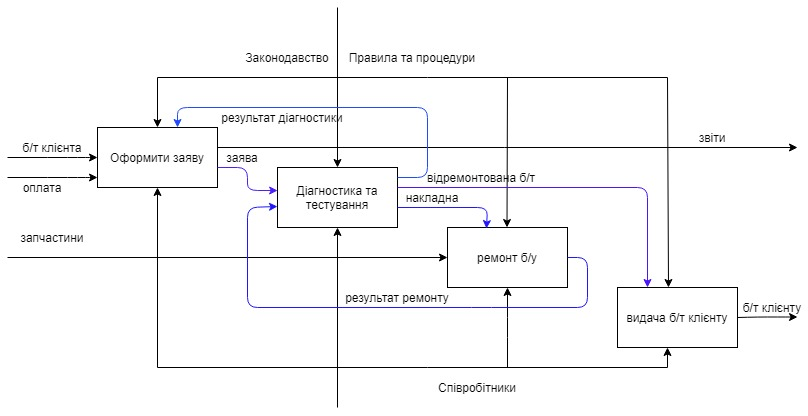 Законодавство
Правила та процедури
результат діагностики
звіти
б/т клієнта
Оформити заяву
заява
оплата
Діагностика та
тестування
відремонтована б/т
накладна
запчастини
ремонт б/у
результат ремонту
видача б/т клієнту
б/т клієнту
Співробітники